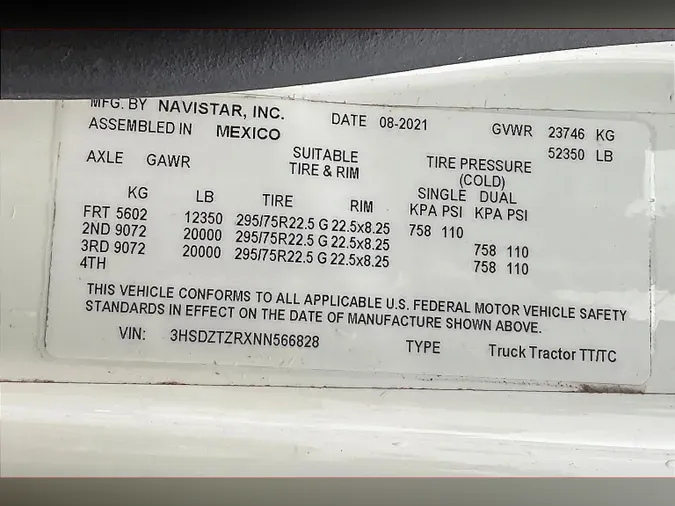 MFG. BY NAVISTAR, INC. DATE 08-2021 GVWR 23746 KG
ASSEMBLED IN MEXICO 52350 LB
AXLE GAWR SUITABLE TIRE PRESSURE
TIRE & RIM (COLD)
SINGLE DUAL
KG LB TIRE RIM KPA PSI KPA PSI
FRT 5602 12350 295/75R22.5 G 22.5x8.25 758 110
2ND 9072 20000 295/75R22.5 G 22.5x8.25 758 110
3RD 9072 20000 295/75R22.5 G 22.5x8.25 758 110
4TH
THIS VEHICLE CONFORMS TO ALL APPLICABLE U.S. FEDERAL MOTOR VEHICLE SAFETY
STANDARDS IN EFFECT ON THE DATE OF MANUFACTURE SHOWN ABOVE.
VIN: 3HSDZTZRXNN566828 TYPE Truck Tractor TT/TC